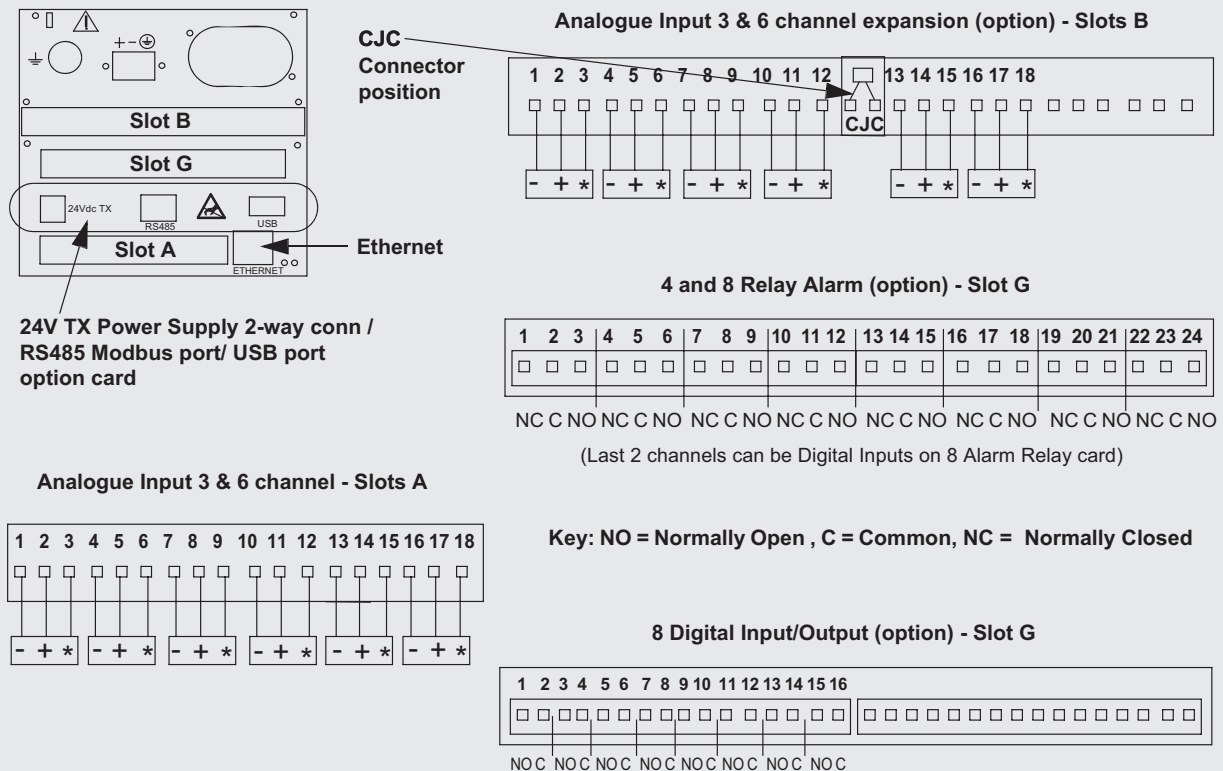 + - 
Slot B
Slot G
24Vdc TX
RS485
USB
Slot A
ETHERNET
CJC
Connector
position
Ethernet
24V TX Power Supply 2-way conn /
RS485 Modbus port/ USB port
option card
Analogue Input 3 & 6 channel expansion (option) - Slots B
1 2 3 4 5 6 7 8 9 10 11 12 13 14 15 16 17 18
CJC
- + * - + * - + * - + * - + * - + *
4 and 8 Relay Alarm (option) - Slot G
1 2 3 4 5 6 7 8 9 10 11 12 13 14 15 16 17 18 19 20 21 22 23 24
NC C NO NC C NO NC C NO NC C NO NC C NO NC C NO NC C NO NC C NO
(Last 2 channels can be Digital Inputs on 8 Alarm Relay card)
Analogue Input 3 & 6 channel - Slots A
1 2 3 4 5 6 7 8 9 10 11 12 13 14 15 16 17 18
- + * - + * - + * - + * - + * - + *
Key: NO = Normally Open , C = Common, NC = Normally Closed
8 Digital Input/Output (option) - Slot G
1 2 3 4 5 6 7 8 9 10 11 12 13 14 15 16
NO C NO C NO C NO C NO C NO C NO C NO C